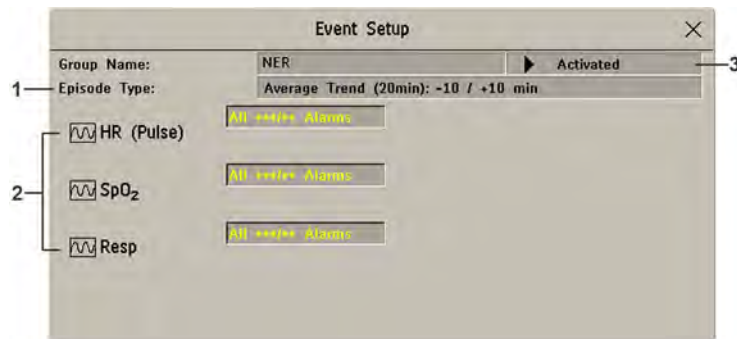 Event Setup
Group Name: NER Activated 3
1 Episode Type: Average Trend (20min): -10 / +10 min
All ***/** Alarms
HR (Pulse)
2
All ***/** Alarms
SpO₂
All ***/** Alarms
Resp